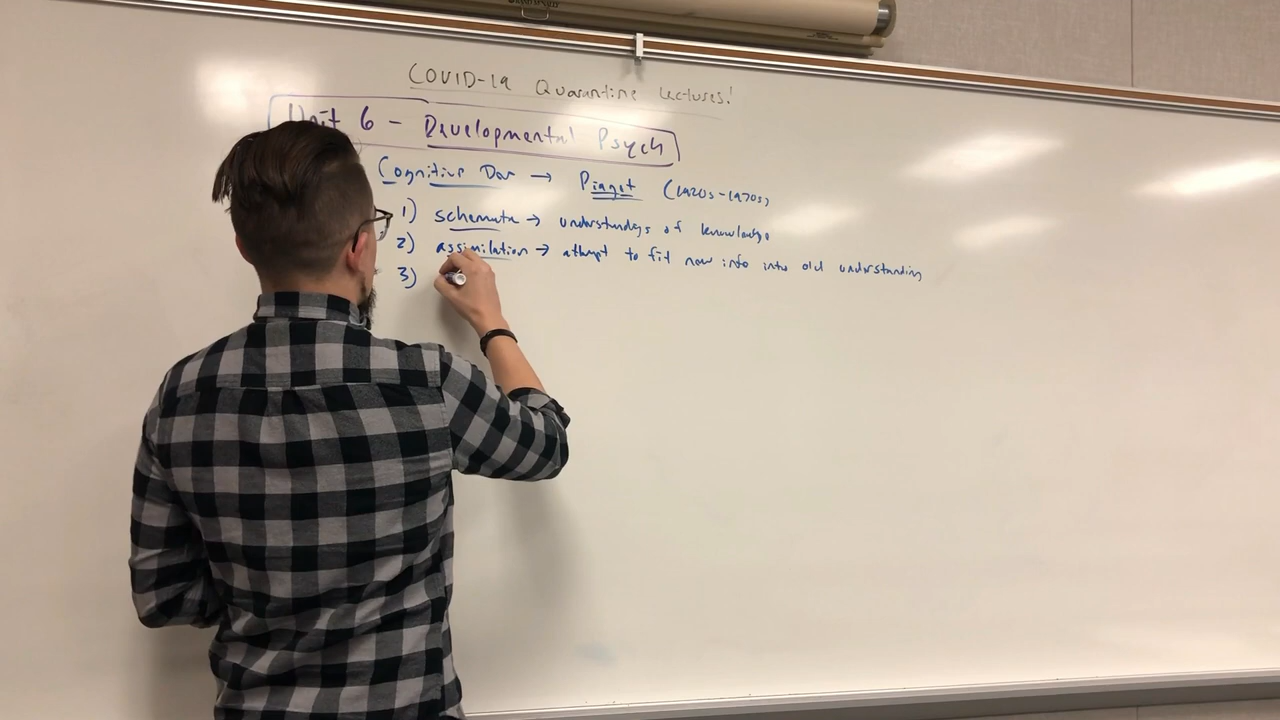 COVID-19 Quarantine Lectures!
Unit 6 - Developmental Psych
Cognitive Dev → Piaget (1920s-1970s)
1) schemata → understandings of knowledge
2) assimilation → attempt to fit new info into old understanding
3)